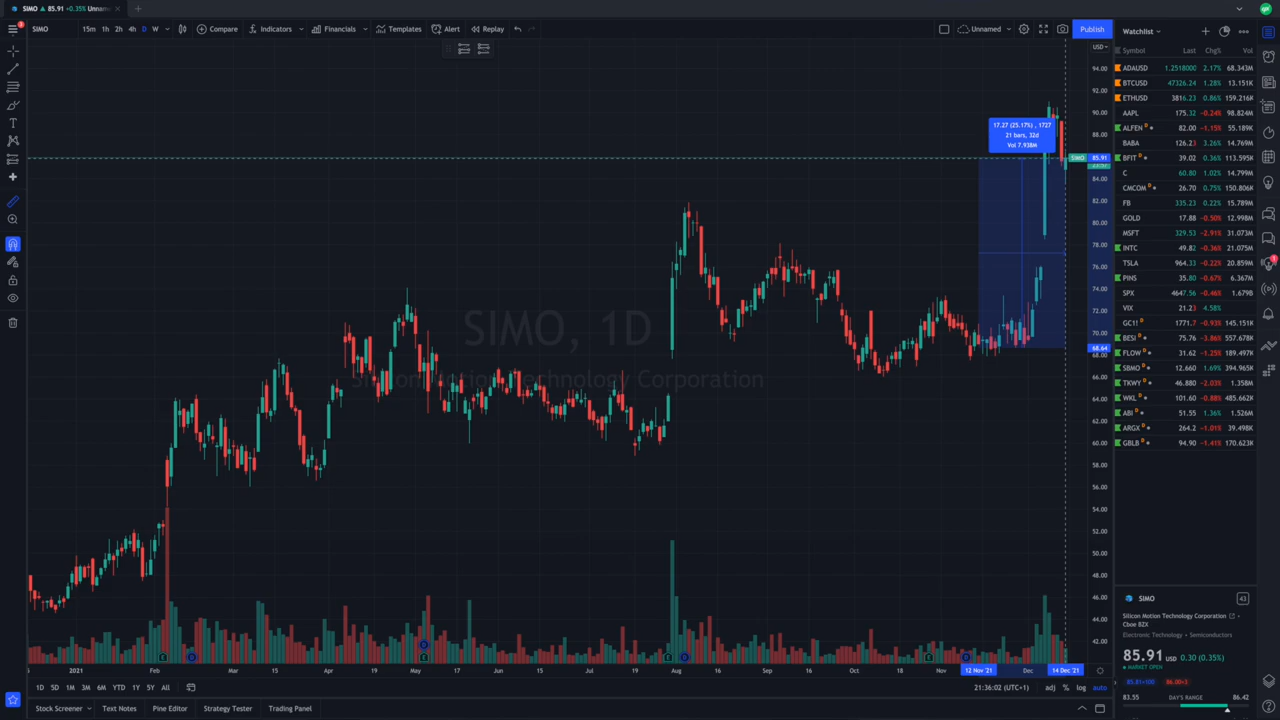 SIMO ▲ 85.91 +0.35% Unnam
SIMO 15m 1h 2h 4h D W Compare Indicators Financials Templates Alert Replay Unnamed Publish
USD
SIMO, 1D
Silicon Motion Technology Corporation
17.27 (25.17%) , 1727
21 bars, 32d
Vol 7.938M
94.00
92.00
90.00
88.00
SIMO 85.91
84.00
82.00
80.00
78.00
76.00
74.00
72.00
70.00
68.64
68.00
66.00
64.00
62.00
60.00
58.00
56.00
54.00
52.00
50.00
48.00
46.00
44.00
42.00
2021 Feb Mar 15 Apr 19 May 17 Jun 15 Jul 19 Aug 16 Sep 16 Oct 18 Nov 12 Nov '21 Dec 14 Dec '21
1D 5D 1M 3M 6M YTD 1Y 5Y All 21:36:02 (UTC+1) adj % log auto
Stock Screener Text Notes Pine Editor Strategy Tester Trading Panel
Watchlist
Symbol Last Chg% Vol
ADAUSD 1.2518000 2.17% 68.343M
BTCUSD 47326.24 1.28% 13.151K
ETHUSD 3816.23 0.86% 159.216K
AAPL 175.32 −0.24% 98.824M
ALFEN D 82.00 −1.15% 55.189K
BABA 126.23 3.26% 14.769M
BFIT D 39.02 0.36% 113.595K
C 60.80 1.02% 14.799M
CMCOM D 26.70 0.75% 150.806K
FB 335.23 0.22% 15.789M
GOLD 17.88 −0.50% 12.998M
MSFT 329.53 −2.91% 31.073M
INTC 49.82 −0.36% 21.075M
TSLA 964.33 −0.22% 20.859M
PINS 35.80 −0.67% 6.367M
SPX 4647.56 −0.46% 1.679B
VIX 21.23 4.58%
GC1! D 1771.7 −0.93% 145.151K
BESI D 75.76 −3.86% 557.678K
FLOW D 31.62 −1.25% 189.497K
SBMO D 12.660 1.69% 394.965K
TKWY D 46.880 −2.03% 1.358M
WKL D 101.60 −0.88% 485.662K
ABI D 51.55 1.36% 1.526M
ARGX D 264.2 −1.01% 39.498K
GBLB D 94.90 −1.41% 170.623K
SIMO 43
Silicon Motion Technology Corporation
Cboe BZX
Electronic Technology • Semiconductors
85.91 USD 0.30 (0.35%)
MARKET OPEN
85.81×100 86.00×3
83.55 DAY'S RANGE 86.42